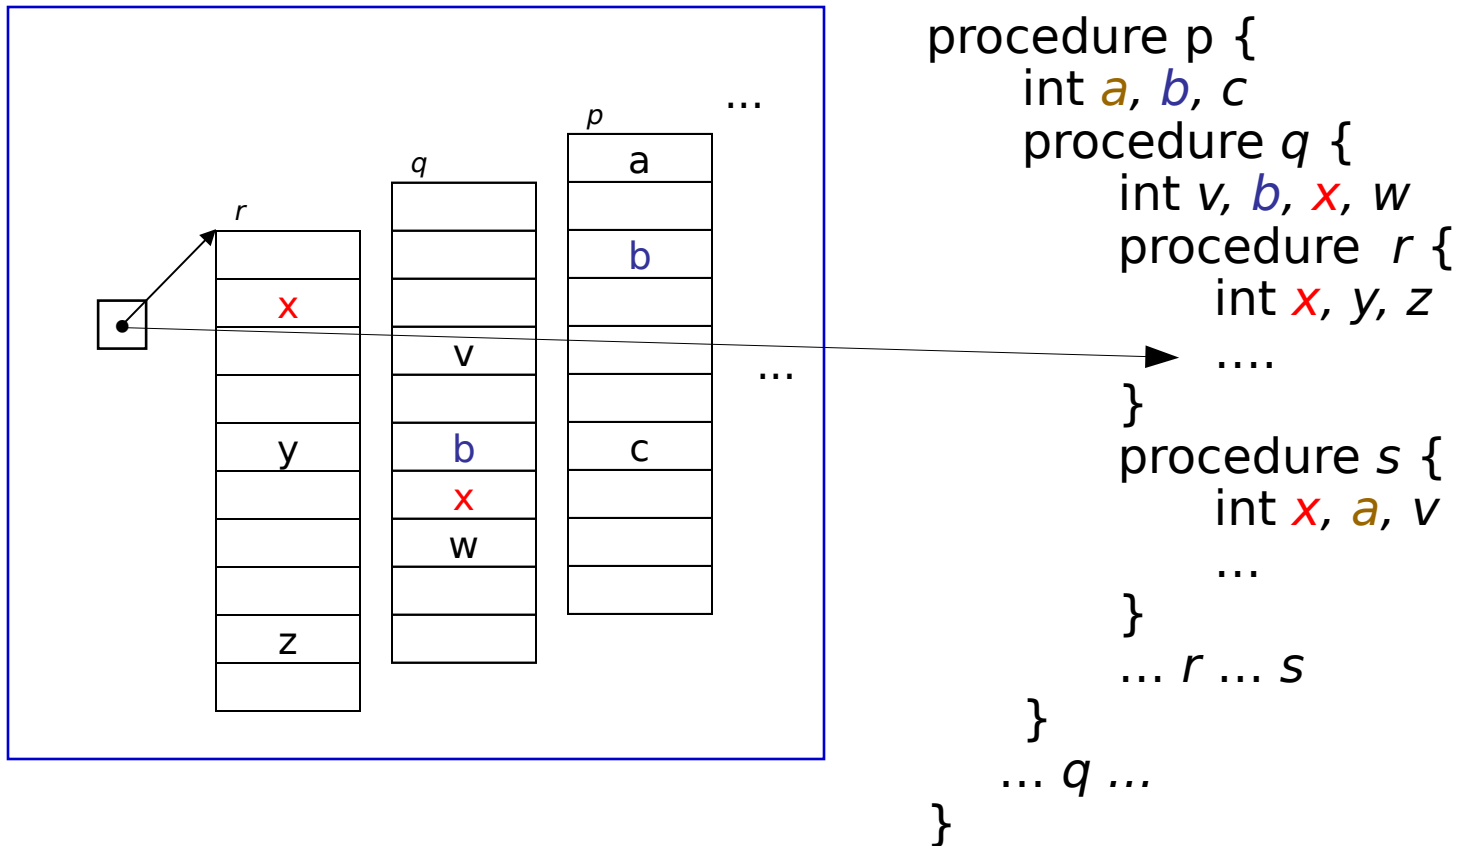 ...
p
a
q
r
b
x
v
...
y
b
c
x
w
z
procedure p {
int a, b, c
procedure q {
int v, b, x, w
procedure r {
int x, y, z
....
}
procedure s {
int x, a, v
...
}
... r ... s
}
... q ...
}